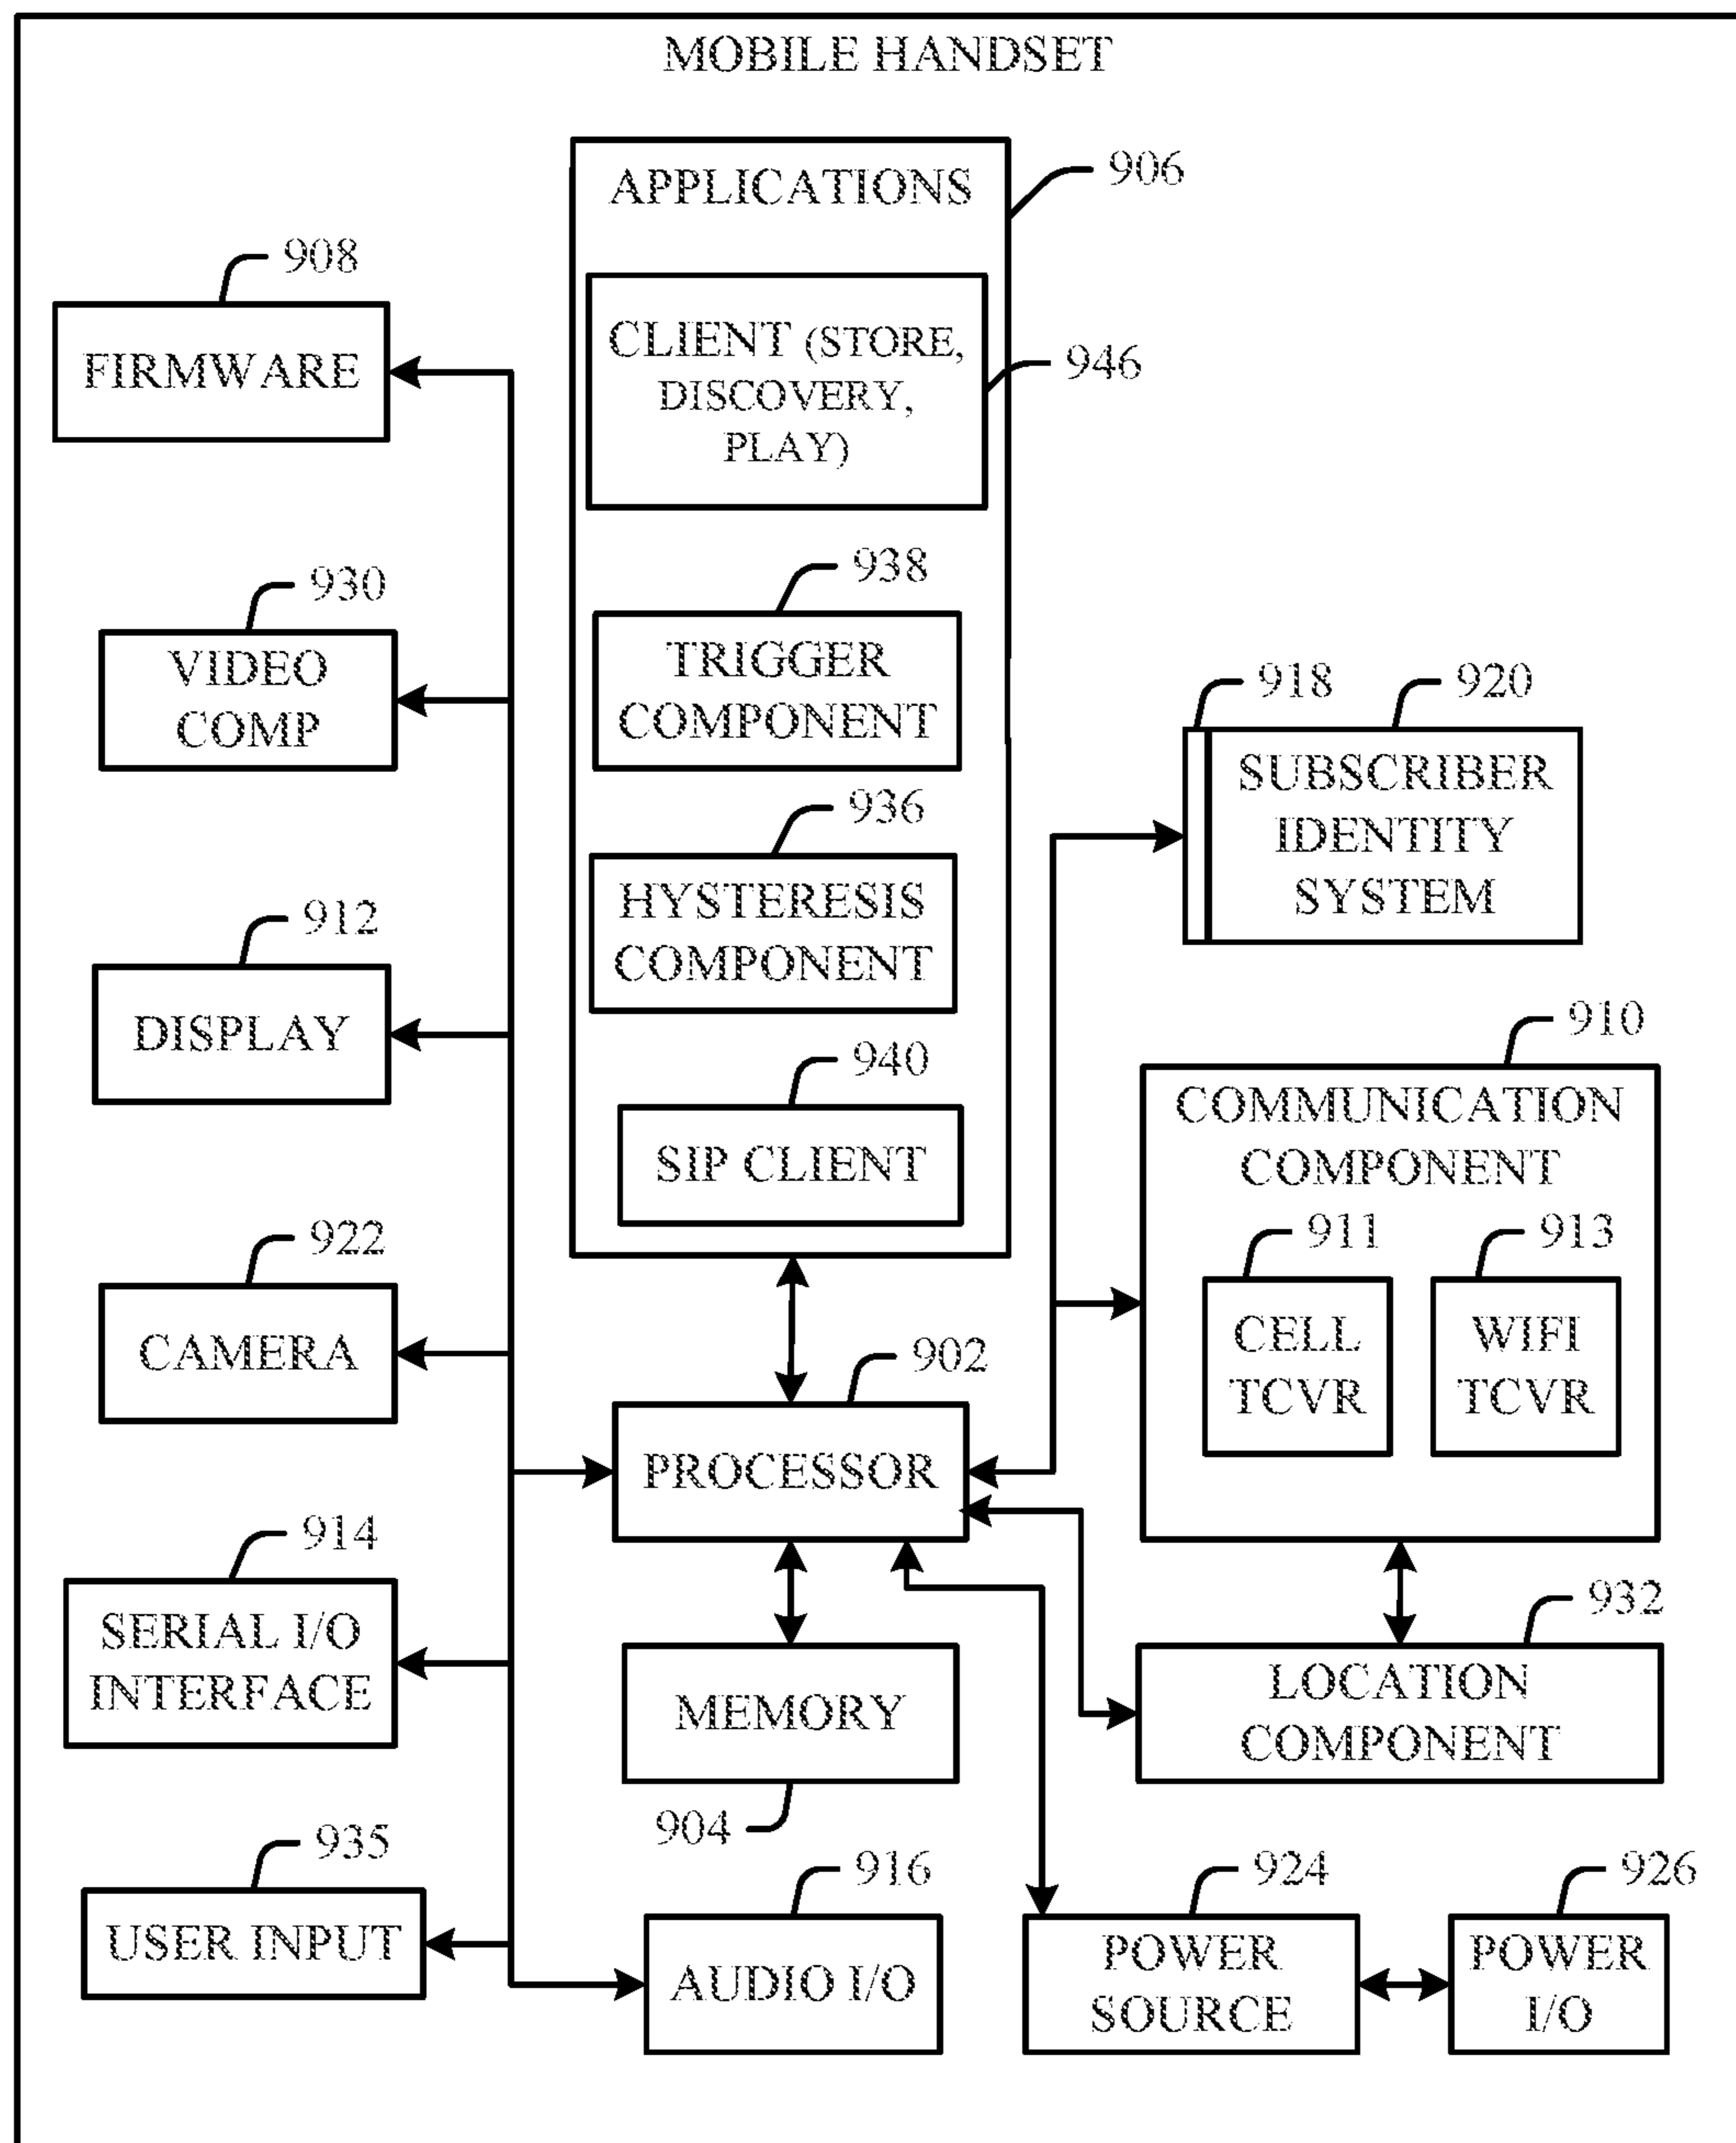 MOBILE HANDSET
906
APPLICATIONS
908
FIRMWARE
CLIENT (STORE,
DISCOVERY,
PLAY)
946
938
TRIGGER
COMPONENT
930
VIDEO
COMP
918
920
SUBSCRIBER
IDENTITY
SYSTEM
936
HYSTERESIS
COMPONENT
912
DISPLAY
910
COMMUNICATION
COMPONENT
940
SIP CLIENT
911
CELL
TCVR
913
WIFI
TCVR
922
CAMERA
902
PROCESSOR
914
SERIAL I/O
INTERFACE
MEMORY
904
932
LOCATION
COMPONENT
935
USER INPUT
916
AUDIO I/O
924
POWER
SOURCE
926
POWER
I/O